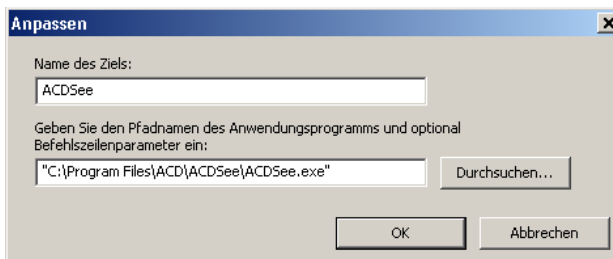 Anpassen
Name des Ziels:
ACDSee
Geben Sie den Pfadnamen des Anwendungsprogramms und optional
Befehlszeilenparameter ein:
"C:\Program Files\ACD\ACDSee\ACDSee.exe"
Durchsuchen...
OK
Abbrechen